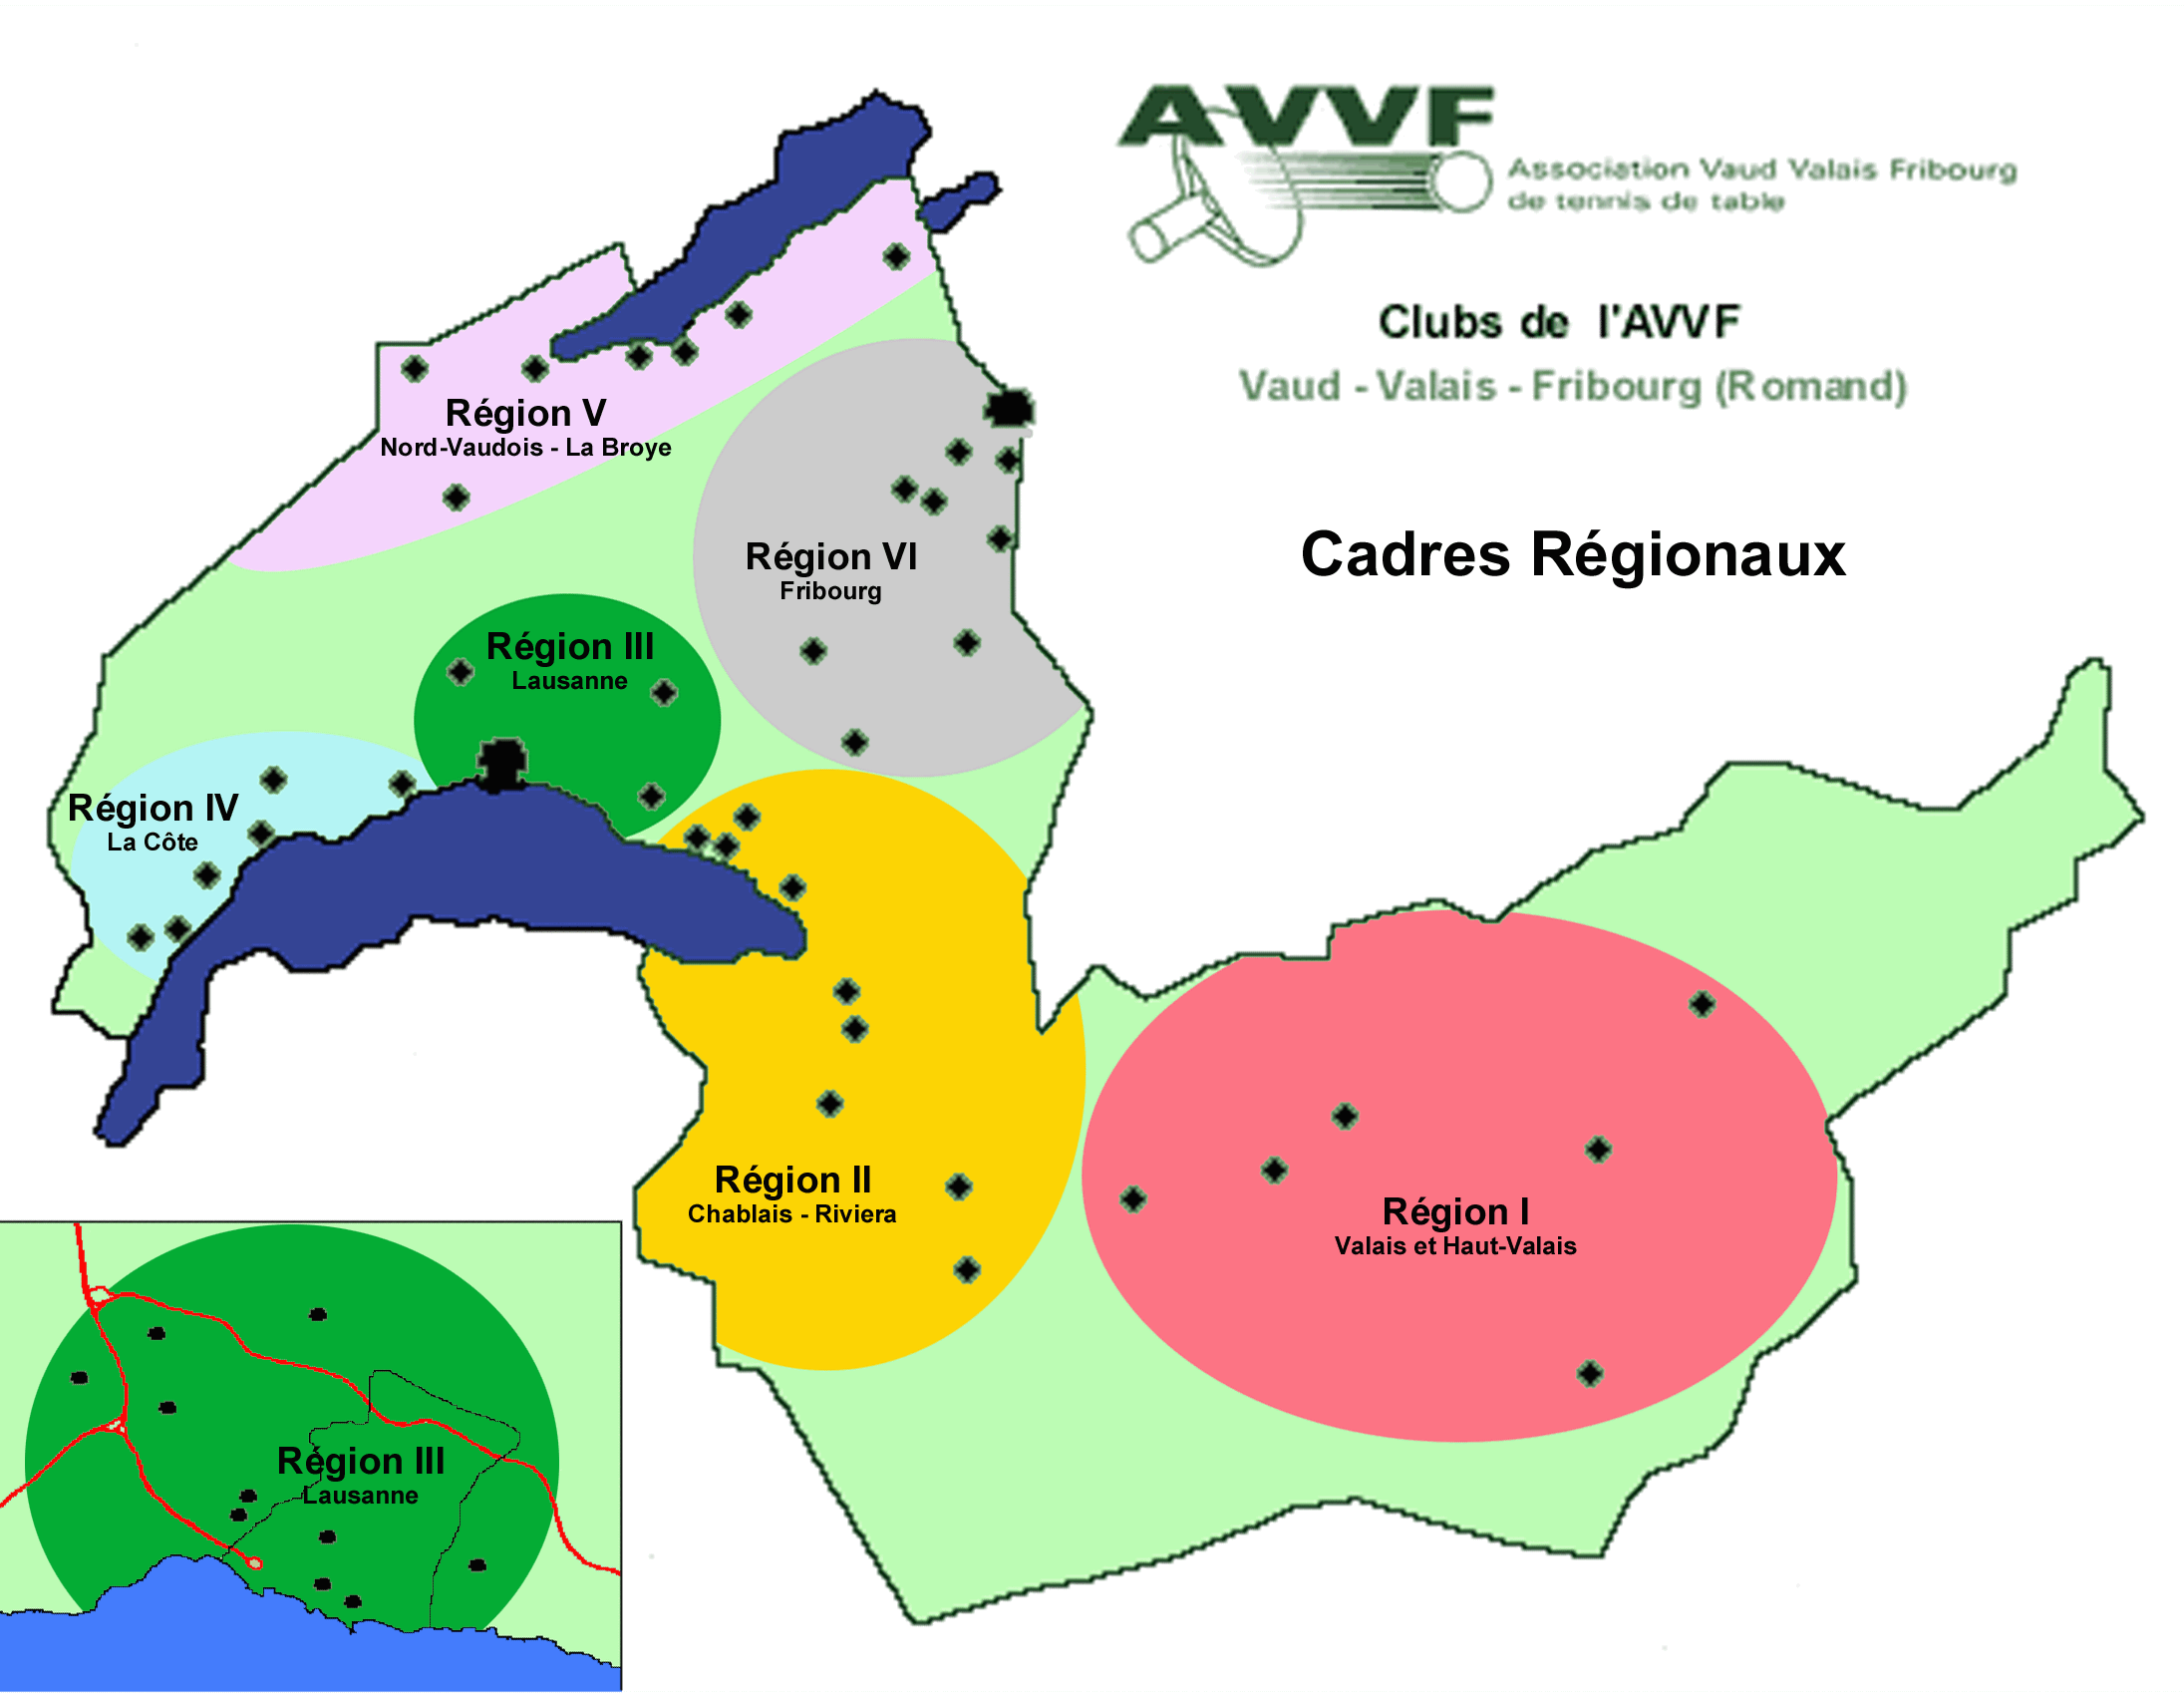 AVVF
Association Vaud Valais Fribourg
de tennis de table
Clubs de l'AVVF
Vaud - Valais - Fribourg (Romand)
Cadres Régionaux
Région V
Nord-Vaudois - La Broye
Région VI
Fribourg
Région III
Lausanne
Région IV
La Côte
Région II
Chablais - Riviera
Région I
Valais et Haut-Valais
Région III
Lausanne